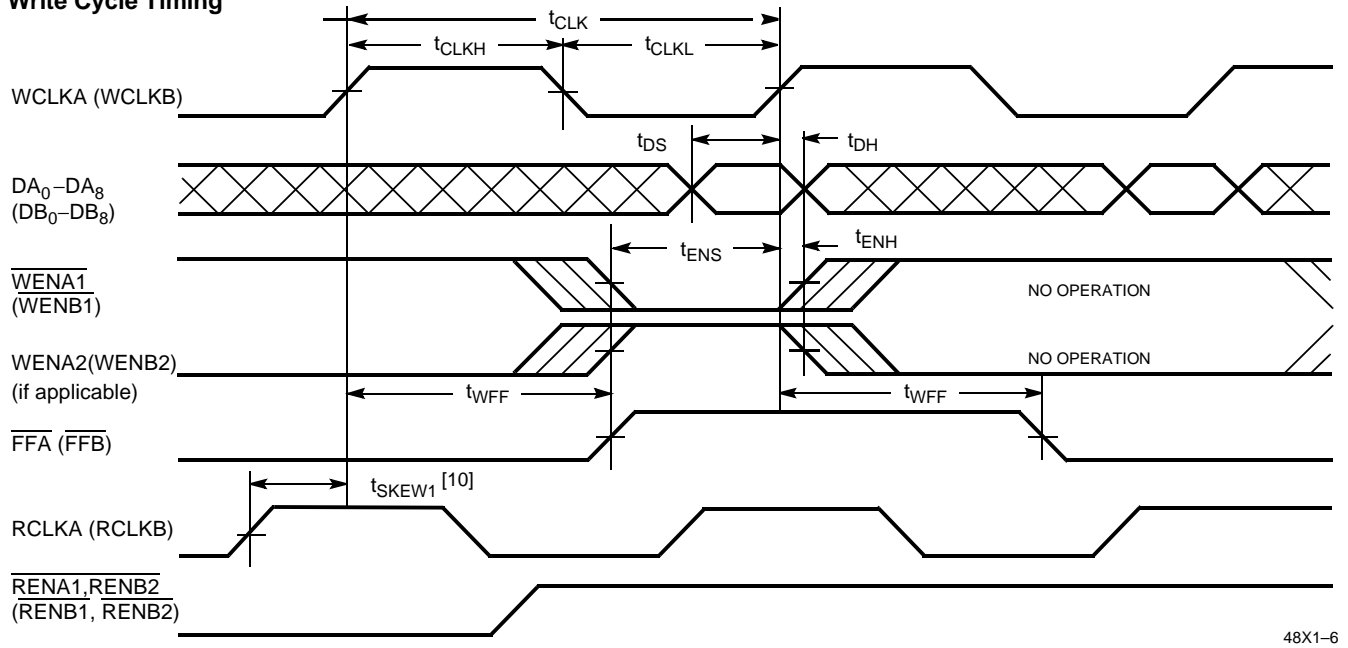 Write Cycle Timing
tCLK
tCLKH
tCLKL
WCLKA (WCLKB)
tDS
tDH
DA0–DA8
(DB0–DB8)
tENS
tENH
WENA1
(WENB1)
NO OPERATION
WENA2(WENB2)
(if applicable)
NO OPERATION
tWFF
tWFF
FFA (FFB)
tSKEW1 [10]
RCLKA (RCLKB)
RENA1,RENB2
(RENB1, RENB2)
48X1–6